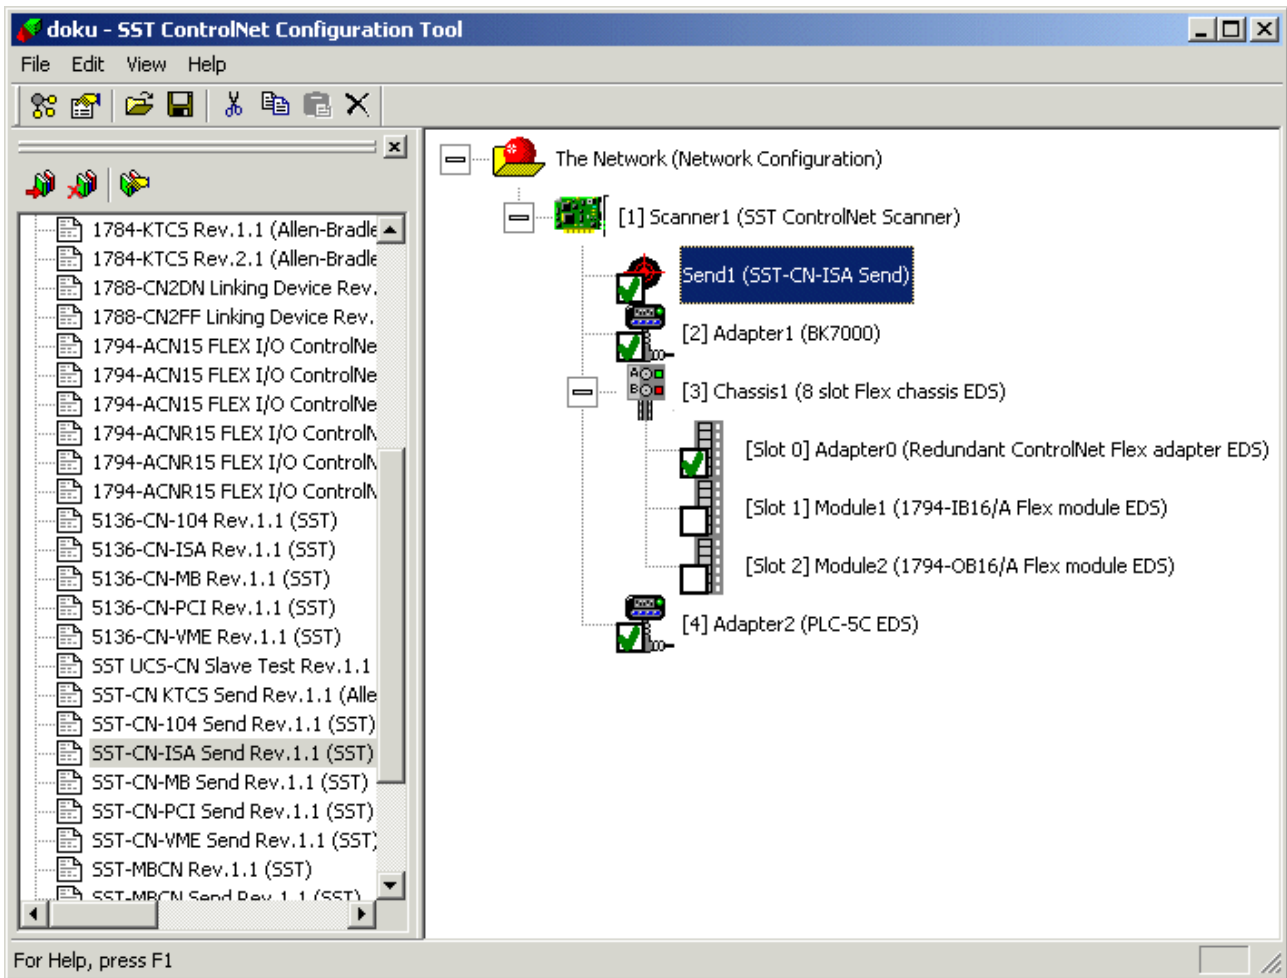 doku - SST ControlNet Configuration Tool
File Edit View Help
1784-KTCS Rev.1.1 (Allen-Bradle
1784-KTCS Rev.2.1 (Allen-Bradle
1788-CN2DN Linking Device Rev.
1788-CN2FF Linking Device Rev.
1794-ACN15 FLEX I/O ControlNe
1794-ACN15 FLEX I/O ControlNe
1794-ACN15 FLEX I/O ControlNe
1794-ACNR15 FLEX I/O ControlN
1794-ACNR15 FLEX I/O ControlN
1794-ACNR15 FLEX I/O ControlN
5136-CN-104 Rev.1.1 (SST)
5136-CN-ISA Rev.1.1 (SST)
5136-CN-MB Rev.1.1 (SST)
5136-CN-PCI Rev.1.1 (SST)
5136-CN-VME Rev.1.1 (SST)
SST UCS-CN Slave Test Rev.1.1
SST-CN KTCS Send Rev.1.1 (Alle
SST-CN-104 Send Rev.1.1 (SST)
SST-CN-ISA Send Rev.1.1 (SST)
SST-CN-MB Send Rev.1.1 (SST)
SST-CN-PCI Send Rev.1.1 (SST)
SST-CN-VME Send Rev.1.1 (SST)
SST-MBCN Rev.1.1 (SST)
SST-MBCN Send Rev.1.1 (SST)
The Network (Network Configuration)
[1] Scanner1 (SST ControlNet Scanner)
Send1 (SST-CN-ISA Send)
[2] Adapter1 (BK7000)
A
B
[3] Chassis1 (8 slot Flex chassis EDS)
[Slot 0] Adapter0 (Redundant ControlNet Flex adapter EDS)
[Slot 1] Module1 (1794-IB16/A Flex module EDS)
[Slot 2] Module2 (1794-OB16/A Flex module EDS)
[4] Adapter2 (PLC-5C EDS)
For Help, press F1